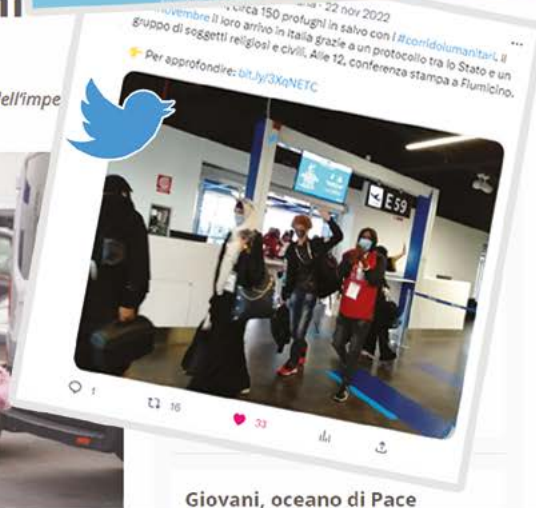 22 nov 2022
circa 150 profughi in salvo con i #corridoiumanitari. Il
novembre il loro arrivo in Italia grazie a un protocollo tra lo Stato e un
gruppo di soggetti religiosi e civili. Alle 12, conferenza stampa a Fiumicino.
👉 Per approfondire: bit.ly/3XqNETC
dell'impe
E 59
1
16
33
Giovani, oceano di Pace